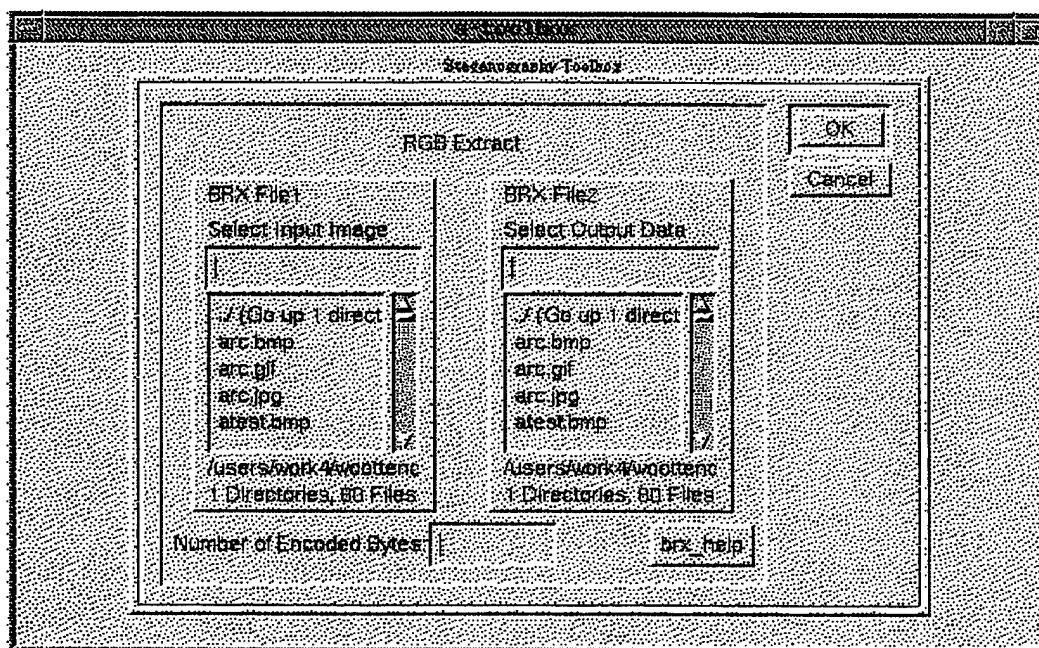 Steganography Toolbox
RGB Extract
OK
Cancel
BRX File1
Select Input Image
../ (Go up 1 direct
arc.bmp
arc.gif
arc.jpg
atest.bmp
/users/work4/woottenc
1 Directories, 80 Files
BRX File2
Select Output Data
../ (Go up 1 direct
arc.bmp
arc.gif
arc.jpg
atest.bmp
/users/work4/woottenc
1 Directories, 80 Files
Number of Encoded Bytes
brx_help